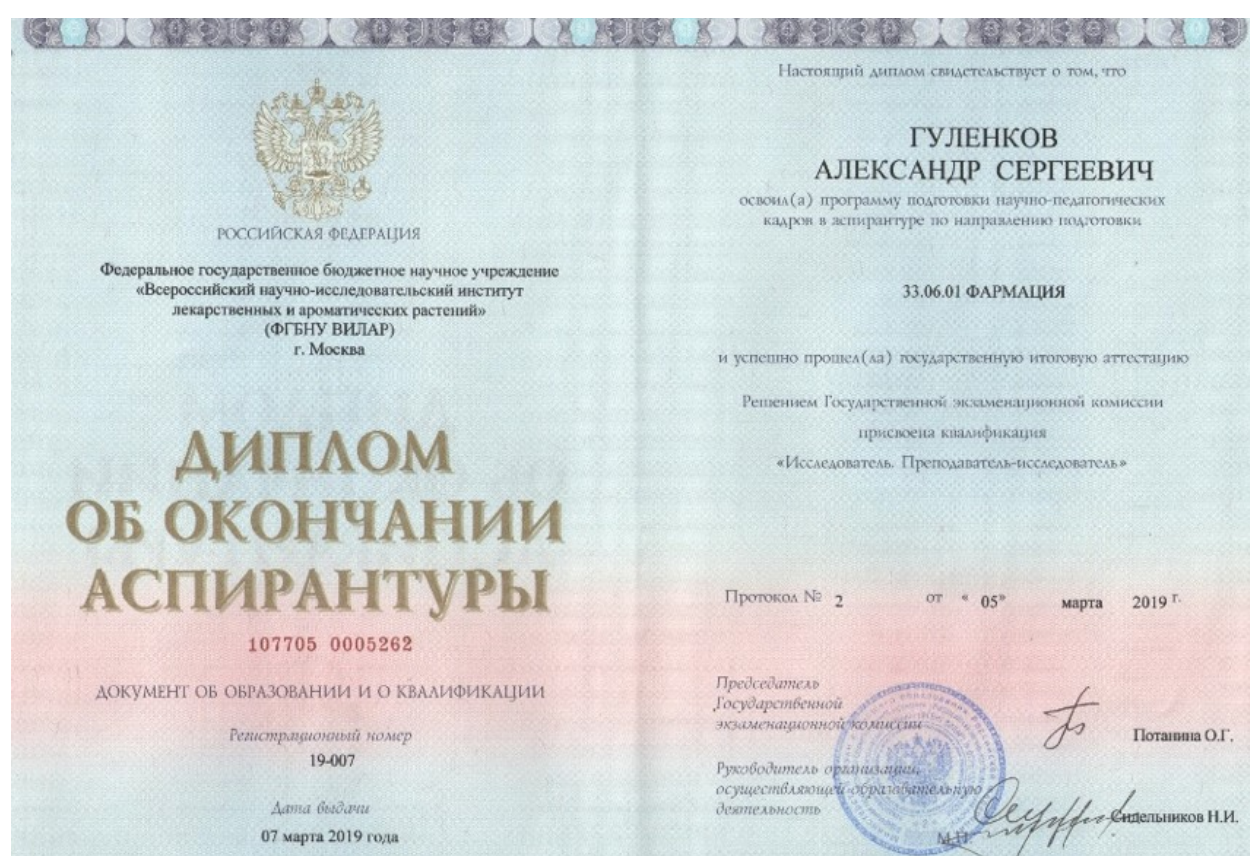 РОССИЙСКАЯ ФЕДЕРАЦИЯ
Федеральное государственное бюджетное научное учреждение
«Всероссийский научно-исследовательский институт
лекарственных и ароматических растений»
(ФГБНУ ВИЛАР)
г. Москва
ДИПЛОМ
ОБ ОКОНЧАНИИ
АСПИРАНТУРЫ
107705 0005262
ДОКУМЕНТ ОБ ОБРАЗОВАНИИ И О КВАЛИФИКАЦИИ
Регистрационный номер
19-007
Дата выдачи
07 марта 2019 года
Настоящий диплом свидетельствует о том, что
ГУЛЕНКОВ
АЛЕКСАНДР СЕРГЕЕВИЧ
освоил(а) программу подготовки научно-педагогических
кадров в аспирантуре по направлению подготовки
33.06.01 ФАРМАЦИЯ
и успешно прошел(ла) государственную итоговую аттестацию
Решением Государственной экзаменационной комиссии
присвоена квалификация
«Исследователь. Преподаватель-исследователь»
Протокол № 2 от « 05» марта 2019 г.
Председатель
Государственной
экзаменационной комиссии
Потанина О.Г.
Руководитель организации,
осуществляющей образовательную
деятельность
Сидельников Н.И.
М.П.